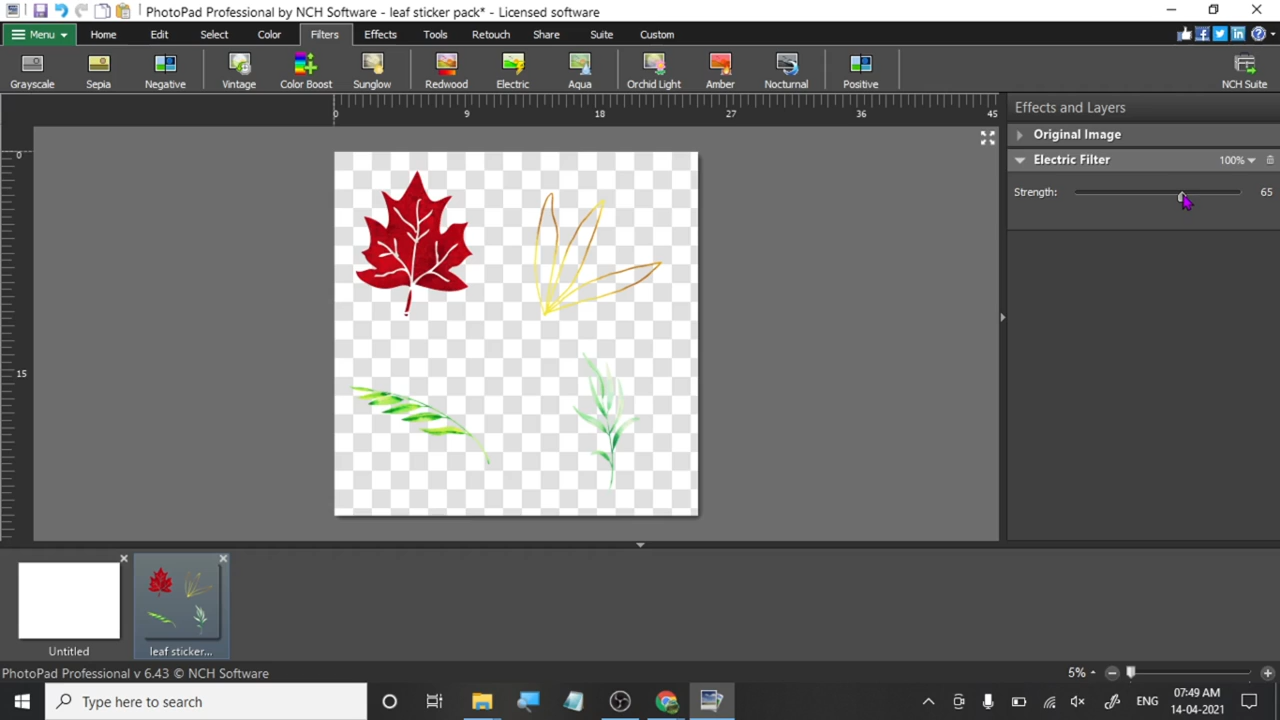 PhotoPad Professional by NCH Software - leaf sticker pack* - Licensed software
Menu Home Edit Select Color Filters Effects Tools Retouch Share Suite Custom
Grayscale Sepia Negative Vintage Color Boost Sunglow Redwood Electric Aqua Orchid Light Amber Nocturnal Positive NCH Suite
0 9 18 27 36 45
Effects and Layers
Original Image
Electric Filter 100%
Strength: 65
0
15
Untitled
leaf sticker...
PhotoPad Professional v 6.43 © NCH Software
5%
Type here to search
ENG
07:49 AM
14-04-2021